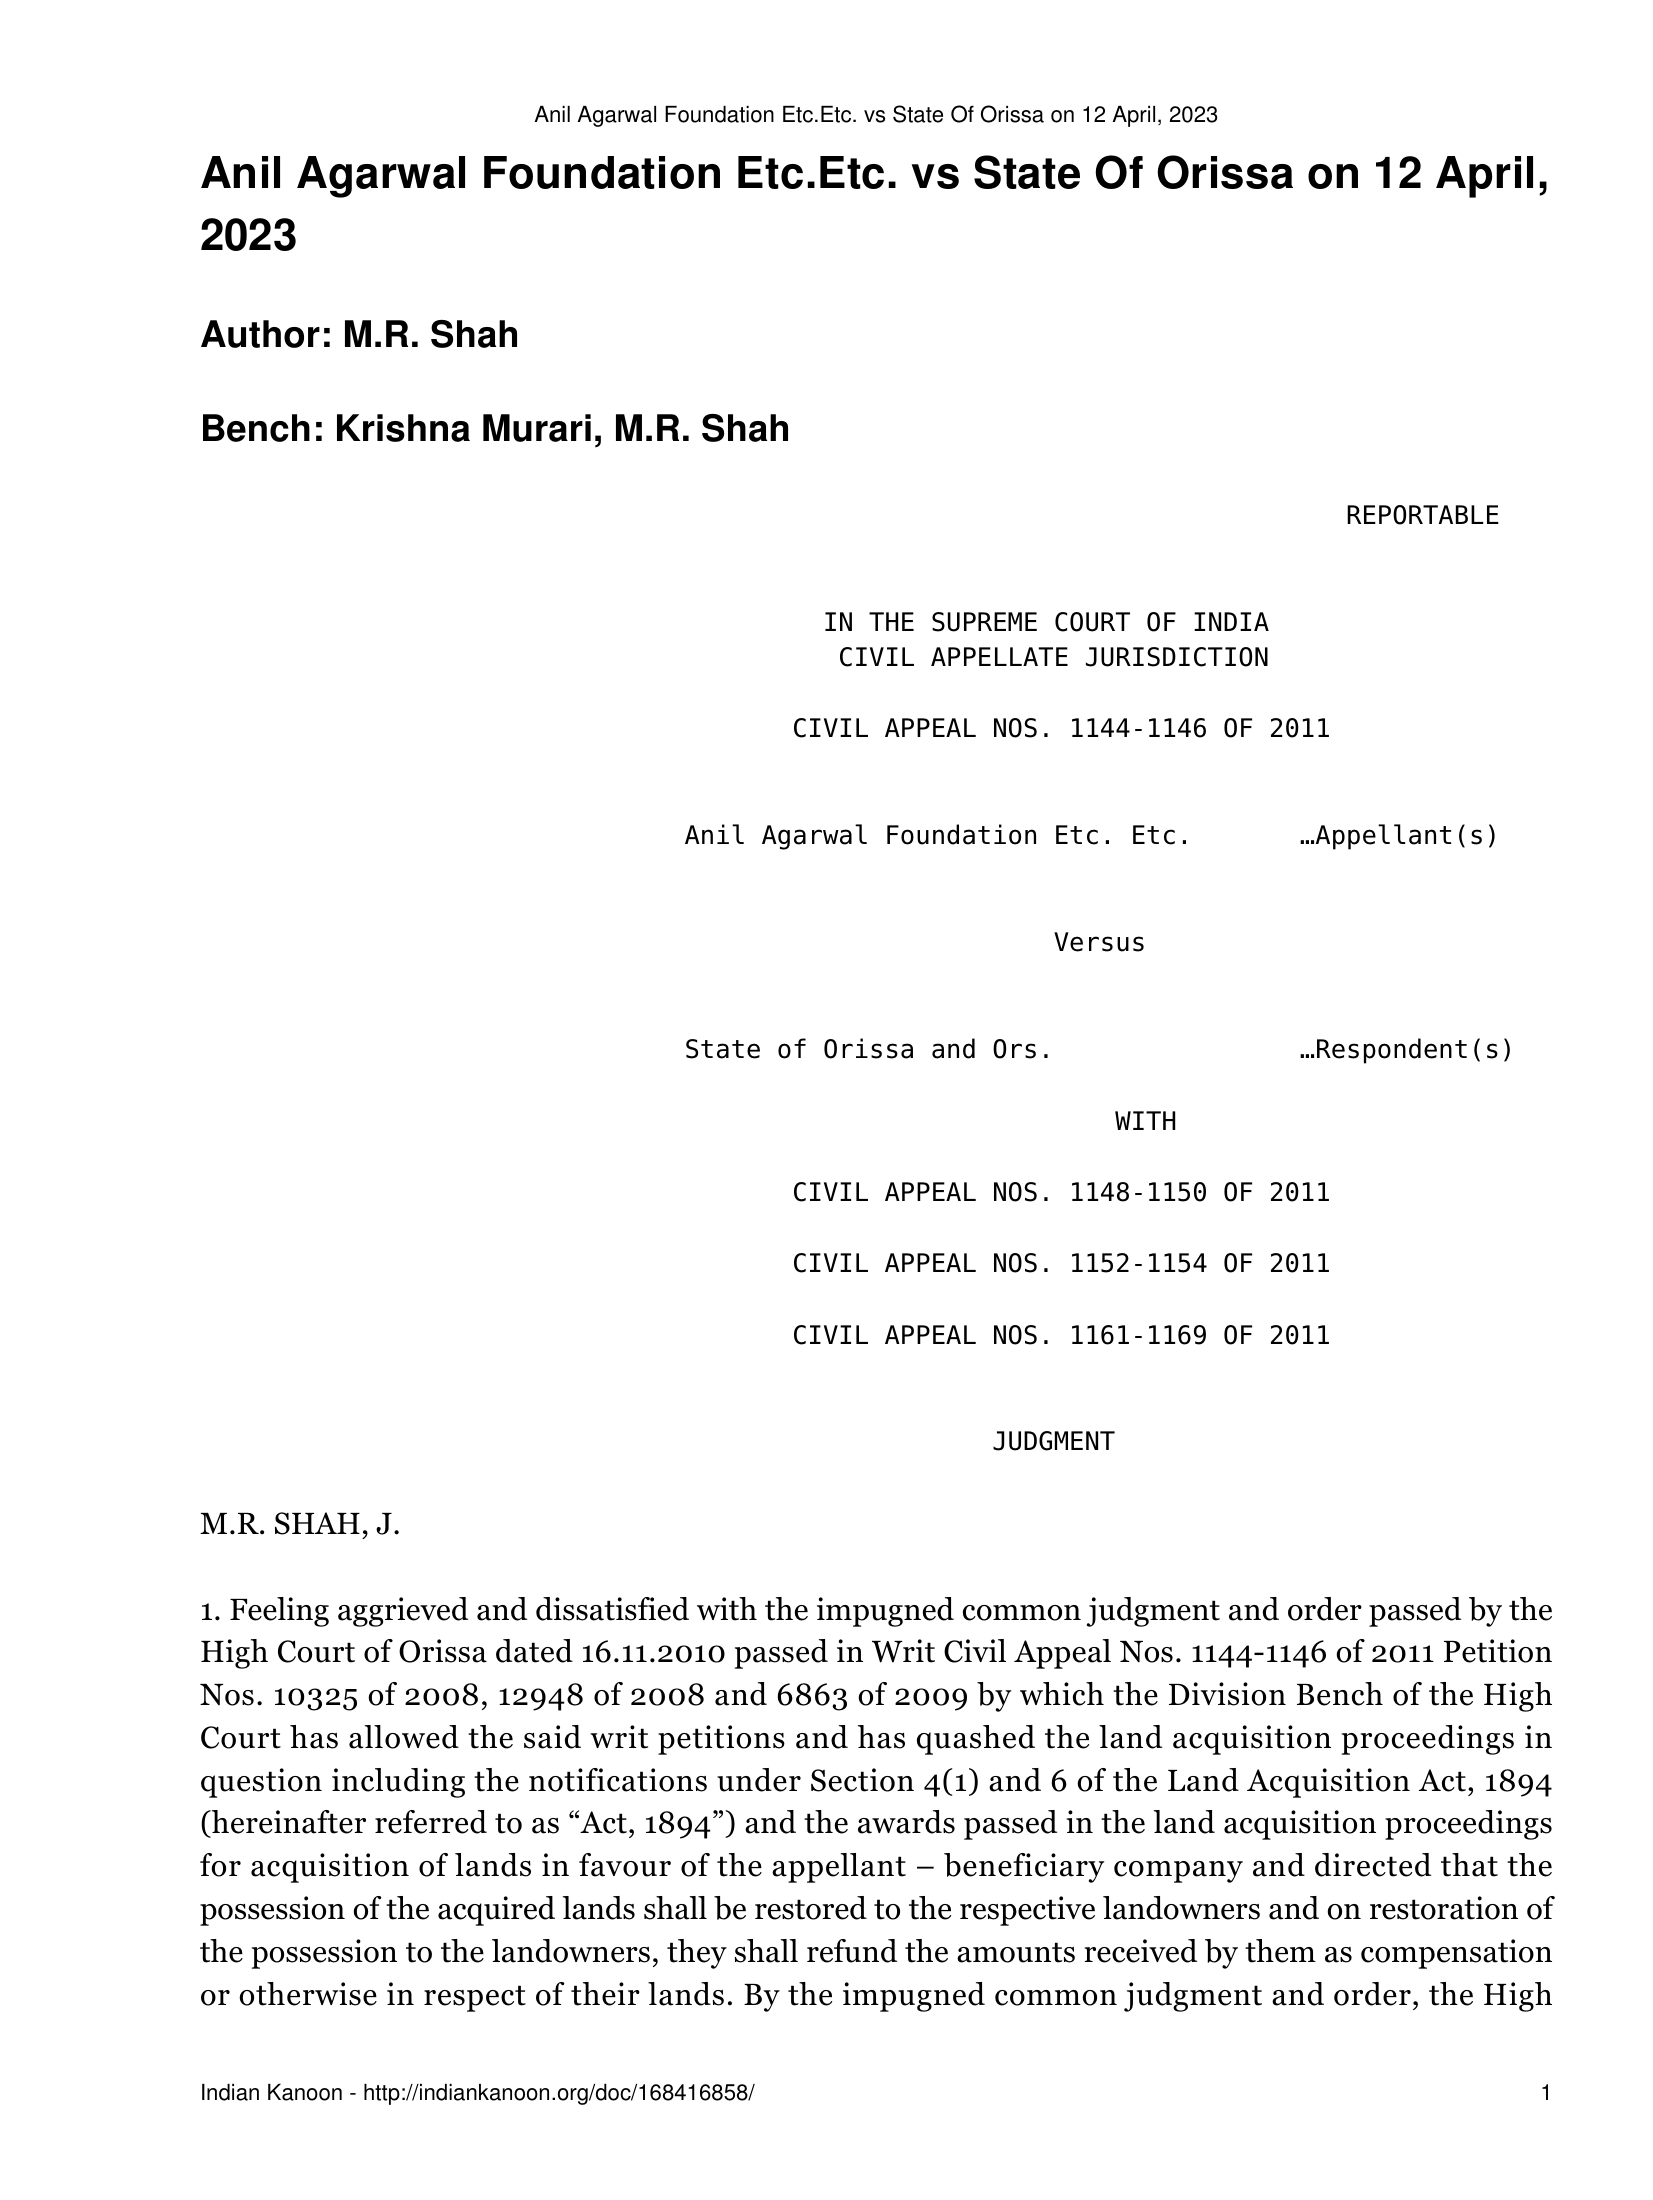 Anil Agarwal Foundation Etc.Etc. vs State Of Orissa on 12 April, 2023
Anil Agarwal Foundation Etc.Etc. vs State Of Orissa on 12 April,
2023
Author: M.R. Shah
Bench: Krishna Murari, M.R. Shah
REPORTABLE
IN THE SUPREME COURT OF INDIA
CIVIL APPELLATE JURISDICTION
CIVIL APPEAL NOS. 1144-1146 OF 2011
Anil Agarwal Foundation Etc. Etc. …Appellant(s)
Versus
State of Orissa and Ors. …Respondent(s)
WITH
CIVIL APPEAL NOS. 1148-1150 OF 2011
CIVIL APPEAL NOS. 1152-1154 OF 2011
CIVIL APPEAL NOS. 1161-1169 OF 2011
JUDGMENT
M.R. SHAH, J.
1. Feeling aggrieved and dissatisfied with the impugned common judgment and order passed by the
High Court of Orissa dated 16.11.2010 passed in Writ Civil Appeal Nos. 1144-1146 of 2011 Petition
Nos. 10325 of 2008, 12948 of 2008 and 6863 of 2009 by which the Division Bench of the High
Court has allowed the said writ petitions and has quashed the land acquisition proceedings in
question including the notifications under Section 4(1) and 6 of the Land Acquisition Act, 1894
(hereinafter referred to as “Act, 1894”) and the awards passed in the land acquisition proceedings
for acquisition of lands in favour of the appellant – beneficiary company and directed that the
possession of the acquired lands shall be restored to the respective landowners and on restoration of
the possession to the landowners, they shall refund the amounts received by them as compensation
or otherwise in respect of their lands. By the impugned common judgment and order, the High
Indian Kanoon - http://indiankanoon.org/doc/168416858/ 1